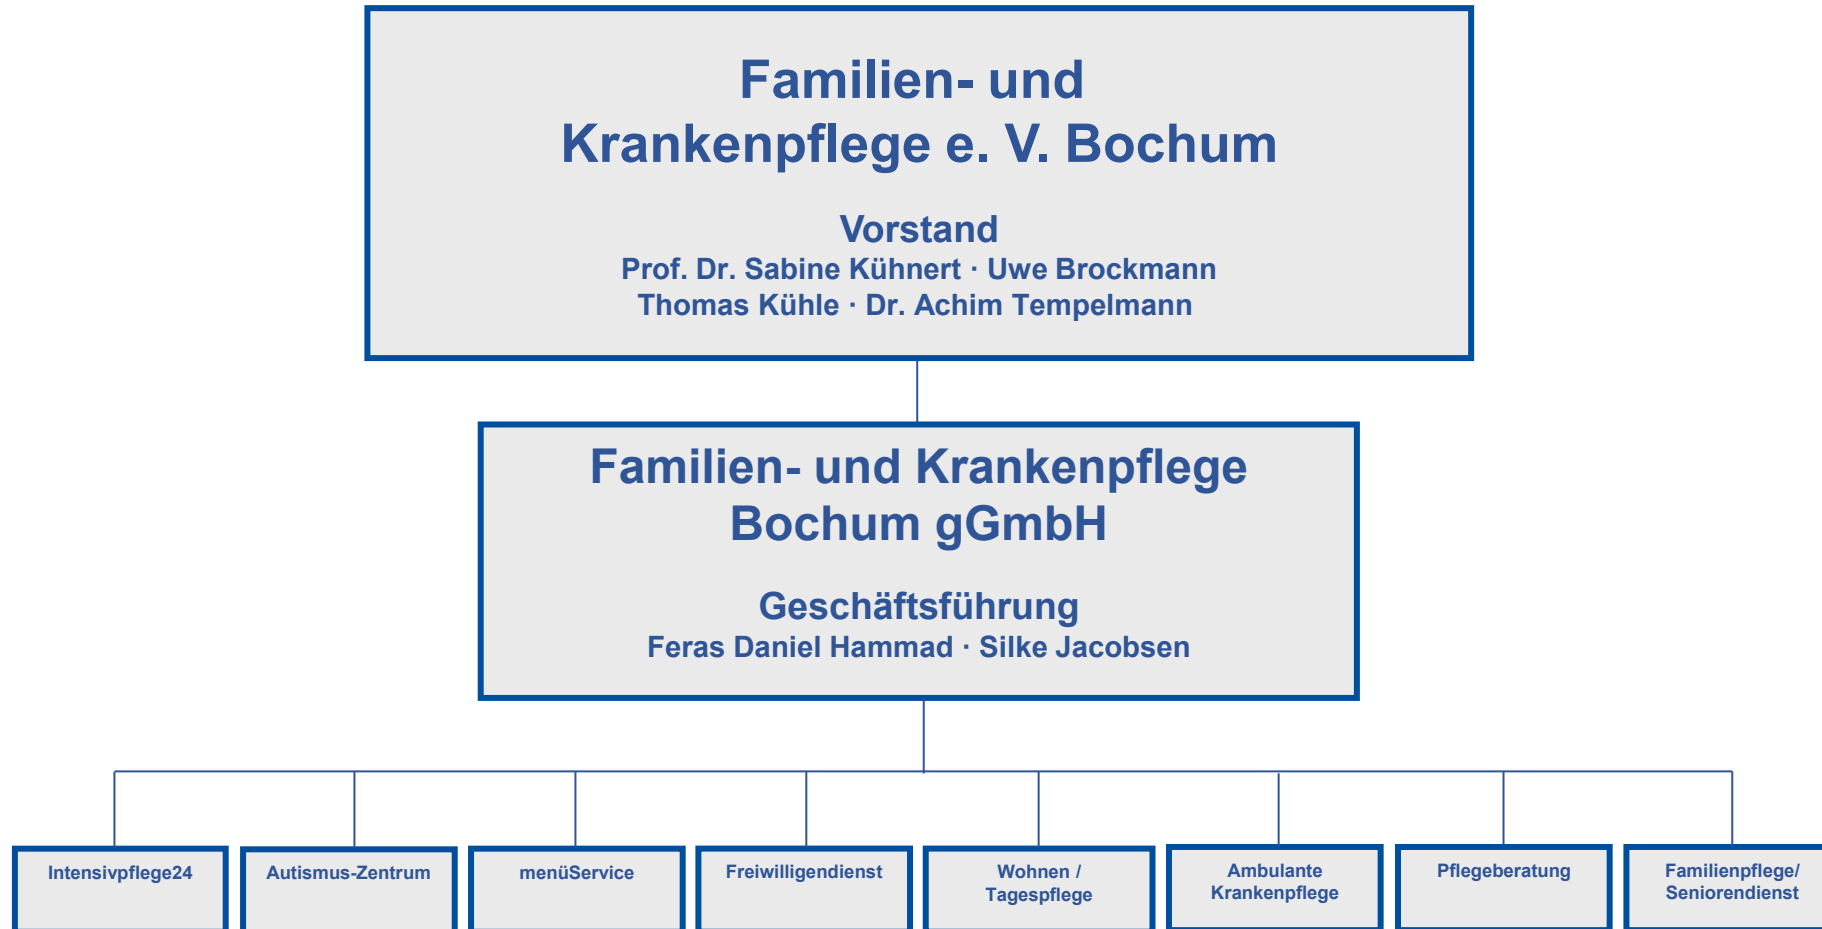 Familien- und
Krankenpflege e. V. Bochum
Vorstand
Prof. Dr. Sabine Kühnert · Uwe Brockmann
Thomas Kühle · Dr. Achim Tempelmann
Familien- und Krankenpflege
Bochum gGmbH
Geschäftsführung
Feras Daniel Hammad · Silke Jacobsen
Intensivpflege24
Autismus-Zentrum
menüService
Freiwilligendienst
Wohnen /
Tagespflege
Ambulante
Krankenpflege
Pflegeberatung
Familienpflege/
Seniorendienst